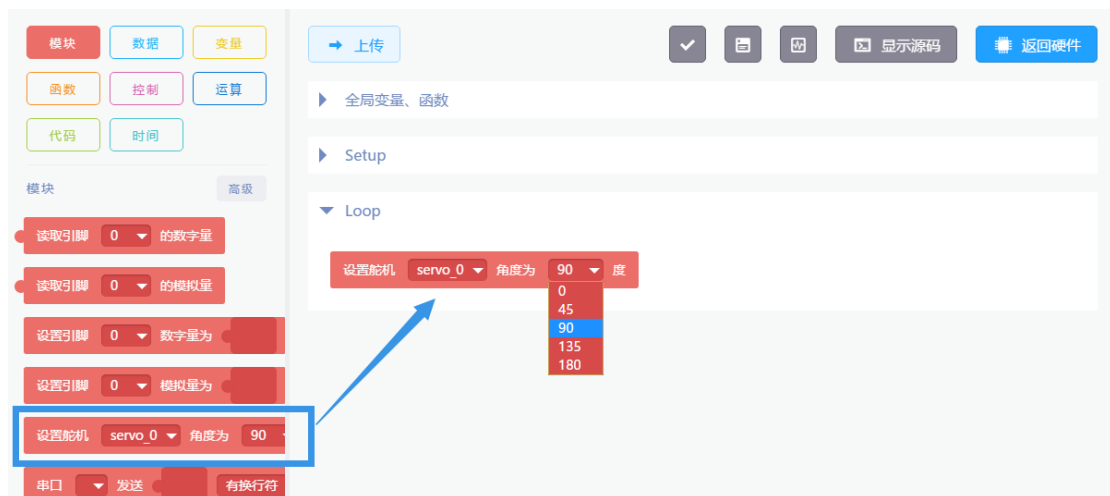 模块 数据 变量
函数 控制 运算
代码 时间
模块 高级
读取引脚 0 的数字量
读取引脚 0 的模拟量
设置引脚 0 数字量为
设置引脚 0 模拟量为
设置舵机 servo_0 角度为 90
串口 发送 有换行符
上传 显示源码 返回硬件
全局变量、函数
Setup
Loop
设置舵机 servo_0 角度为 90 度
0
45
90
135
180